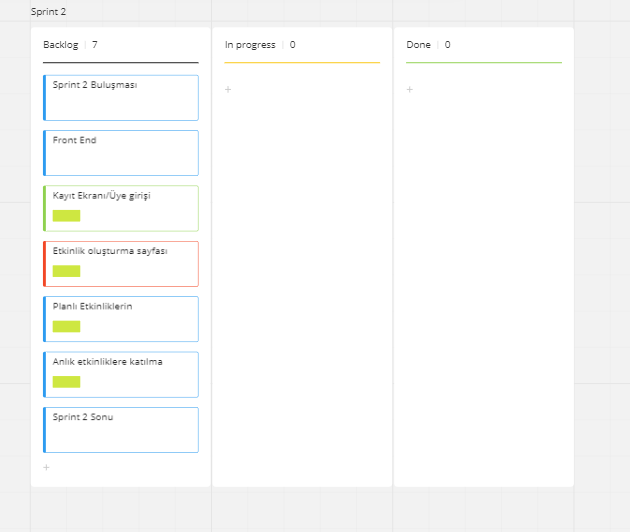 Sprint 2
Backlog 7
In progress 0
Done 0
Sprint 2 Buluşması
Front End
Kayıt Ekranı/Üye girişi
Etkinlik oluşturma sayfası
Planlı Etkinliklerin
Anlık etkinliklere katılma
Sprint 2 Sonu